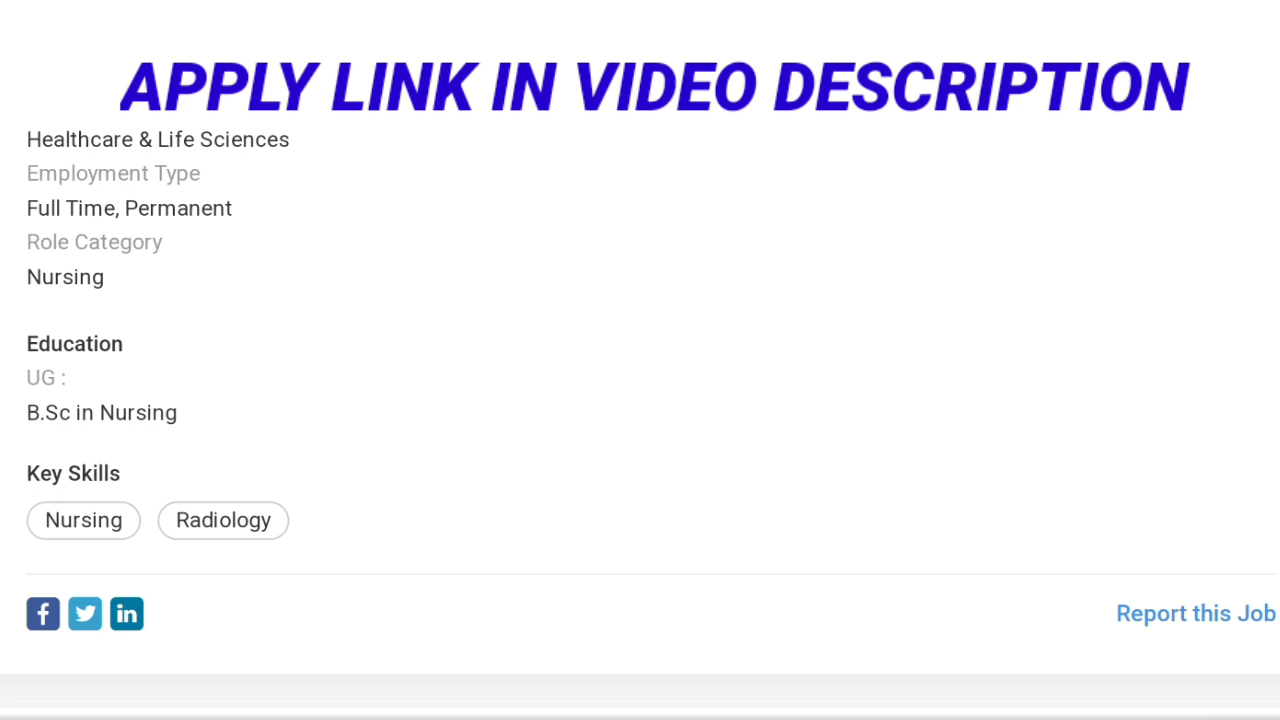 APPLY LINK IN VIDEO DESCRIPTION
Healthcare & Life Sciences
Employment Type
Full Time, Permanent
Role Category
Nursing
Education
UG :
B.Sc in Nursing
Key Skills
Nursing Radiology
f in Report this Job